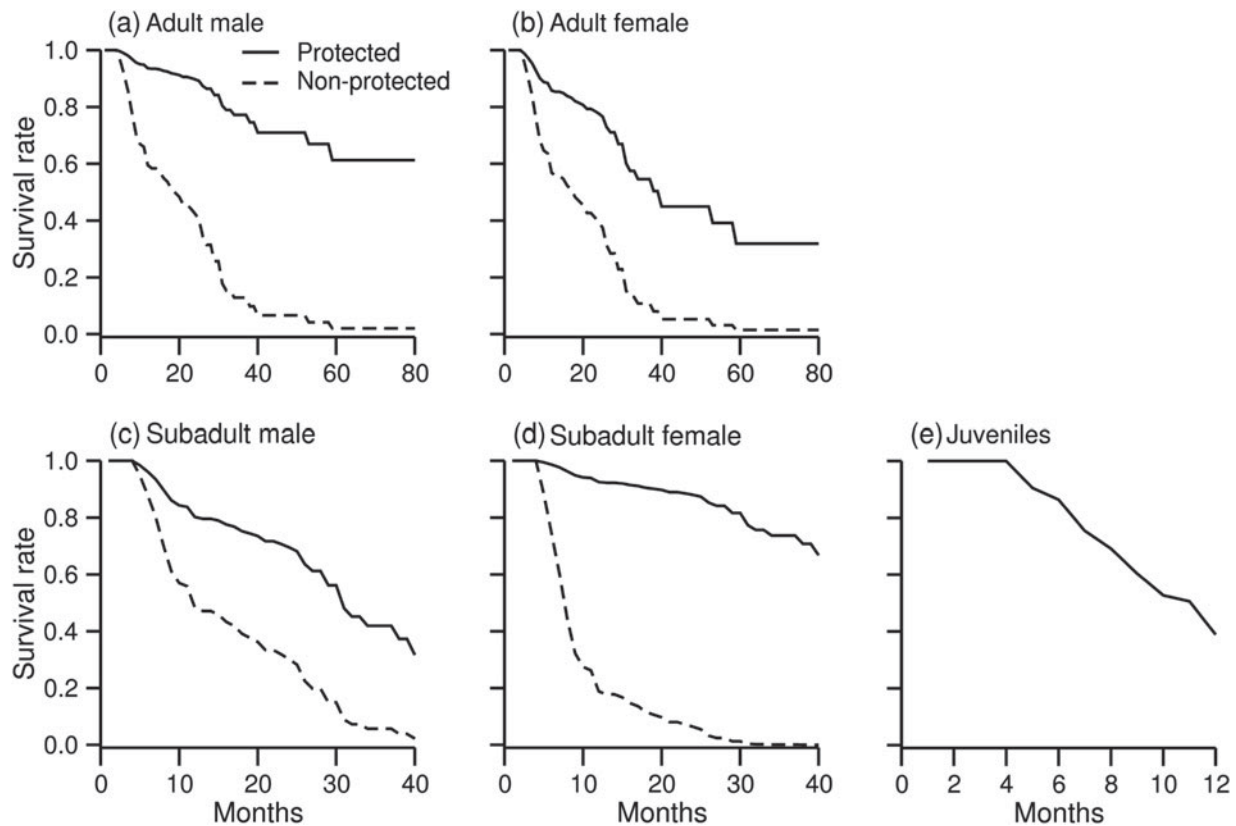 (a) Adult male
(b) Adult female
Protected
Non-protected
Survival rate
1.0
0.8
0.6
0.4
0.2
0.0
0 20 40 60 80
0 20 40 60 80
(c) Subadult male
(d) Subadult female
(e) Juveniles
Survival rate
1.0
0.8
0.6
0.4
0.2
0.0
0 10 20 30 40
0 10 20 30 40
0 2 4 6 8 10 12
Months
Months
Months